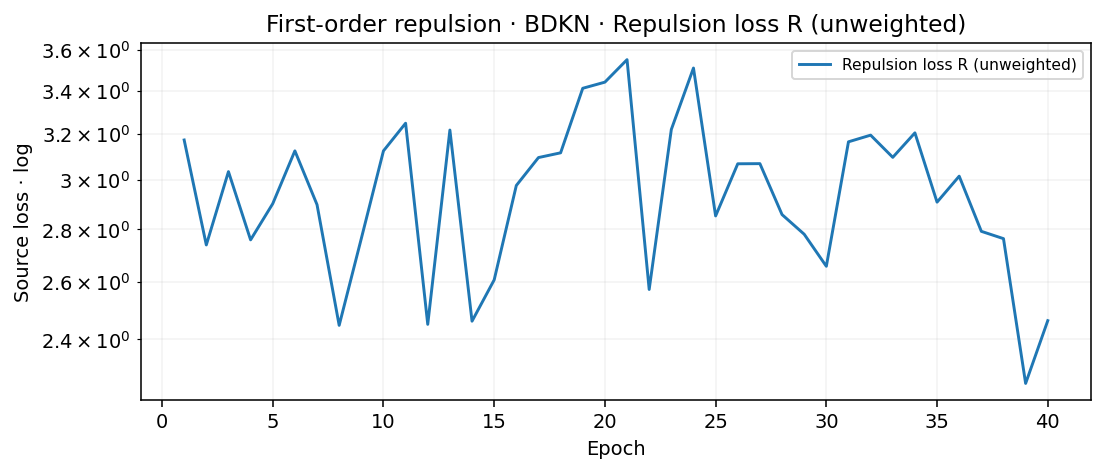 First-order repulsion · BDKN · Repulsion loss R (unweighted)
Source loss · log
3.6 × 10⁰
3.4 × 10⁰
3.2 × 10⁰
3 × 10⁰
2.8 × 10⁰
2.6 × 10⁰
2.4 × 10⁰
Repulsion loss R (unweighted)
0 5 10 15 20 25 30 35 40
Epoch